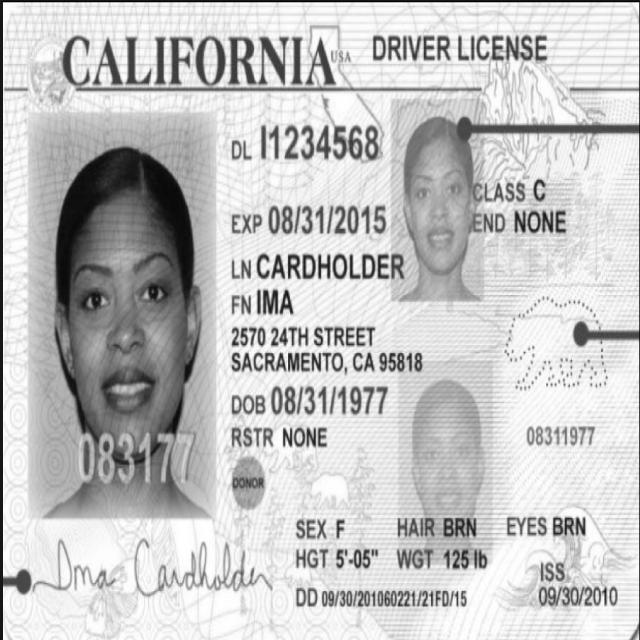 CALIFORNIA USA DRIVER LICENSE
DL I1234568
CLASS C
EXP 08/31/2015
END NONE
LN CARDHOLDER
FN IMA
2570 24TH STREET
SACRAMENTO, CA 95818
DOB 08/31/1977
RSTR NONE
08311977
083177
DONOR
SEX F HAIR BRN EYES BRN
HGT 5'-05" WGT 125 lb
ISS
DD 09/30/201060221/21FD/15 09/30/2010
Ima Cardholder